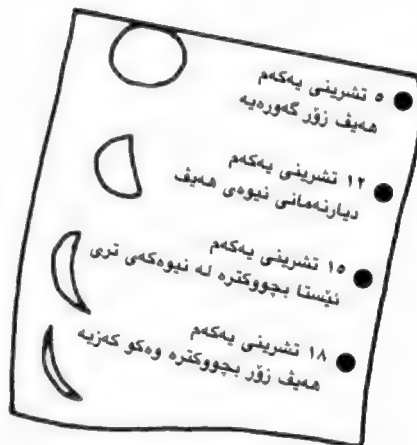 ٥ تشرینی یەکەم
هەیڤ زۆر گەورەیە
١٢ تشرینی یەکەم
دیارنەمانی نیوەی هەیڤ
١٥ تشرینی یەکەم
ئێستا بچووکترە لە نیوەکەی تری
١٨ تشرینی یەکەم
هەیڤ زۆر بچووکترە وەکو کەزیە